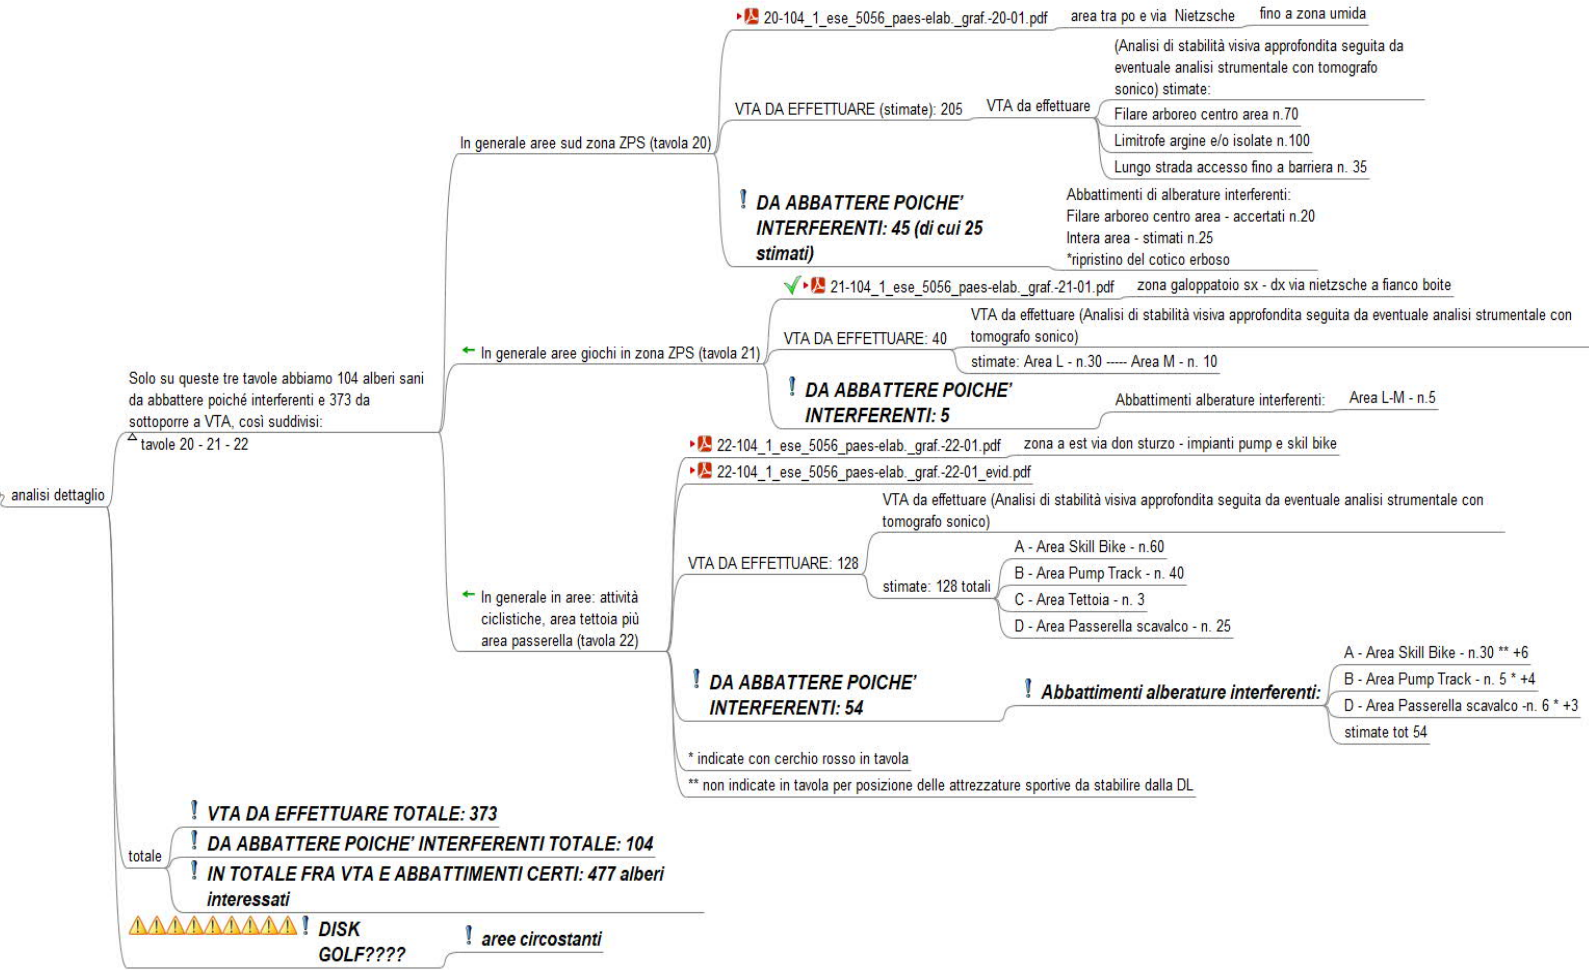 analisi dettaglio
Solo su queste tre tavole abbiamo 104 alberi sani
da abbattere poiché interferenti e 373 da
sottoporre a VTA, così suddivisi:
tavole 20 - 21 - 22
In generale aree sud zona ZPS (tavola 20)
20-104_1_ese_5056_paes-elab._graf.-20-01.pdf
area tra po e via Nietzsche
fino a zona umida
VTA DA EFFETTUARE (stimate): 205
VTA da effettuare
(Analisi di stabilità visiva approfondita seguita da
eventuale analisi strumentale con tomografo
sonico) stimate:
Filare arboreo centro area n.70
Limitrofe argine e/o isolate n.100
Lungo strada accesso fino a barriera n. 35
DA ABBATTERE POICHE'
INTERFERENTI: 45 (di cui 25
stimati)
Abbattimenti di alberature interferenti:
Filare arboreo centro area - accertati n.20
Intera area - stimati n.25
*ripristino del cotico erboso
In generale aree giochi in zona ZPS (tavola 21)
21-104_1_ese_5056_paes-elab._graf.-21-01.pdf
zona galoppatoio sx - dx via nietzsche a fianco boite
VTA DA EFFETTUARE: 40
VTA da effettuare (Analisi di stabilità visiva approfondita seguita da eventuale analisi strumentale con
tomografo sonico)
stimate: Area L - n.30 ----- Area M - n. 10
DA ABBATTERE POICHE'
INTERFERENTI: 5
Abbattimenti alberature interferenti:
Area L-M - n.5
In generale in aree: attività
ciclistiche, area tettoia più
area passerella (tavola 22)
22-104_1_ese_5056_paes-elab._graf.-22-01.pdf
zona a est via don sturzo - impianti pump e skil bike
22-104_1_ese_5056_paes-elab._graf.-22-01_evid.pdf
VTA DA EFFETTUARE: 128
VTA da effettuare (Analisi di stabilità visiva approfondita seguita da eventuale analisi strumentale con
tomografo sonico)
stimate: 128 totali
A - Area Skill Bike - n.60
B - Area Pump Track - n. 40
C - Area Tettoia - n. 3
D - Area Passerella scavalco - n. 25
DA ABBATTERE POICHE'
INTERFERENTI: 54
Abbattimenti alberature interferenti:
A - Area Skill Bike - n.30 ** +6
B - Area Pump Track - n. 5 * +4
D - Area Passerella scavalco -n. 6 * +3
stimate tot 54
* indicate con cerchio rosso in tavola
** non indicate in tavola per posizione delle attrezzature sportive da stabilire dalla DL
totale
VTA DA EFFETTUARE TOTALE: 373
DA ABBATTERE POICHE' INTERFERENTI TOTALE: 104
IN TOTALE FRA VTA E ABBATTIMENTI CERTI: 477 alberi
interessati
DISK
GOLF????
aree circostanti